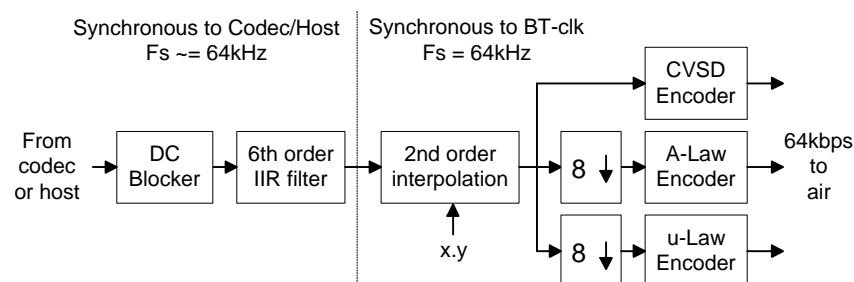 Synchronous to Codec/Host
Fs ~= 64kHz
Synchronous to BT-clk
Fs = 64kHz
From
codec
or host
DC
Blocker
6th order
IIR filter
2nd order
interpolation
x.y
CVSD
Encoder
8
A-Law
Encoder
8
u-Law
Encoder
64kbps
to
air